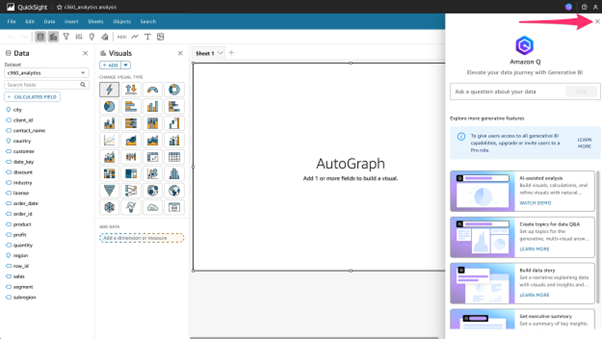 QuickSight
c360_analytics analysis
File Edit Data Insert Sheets Objects Search
ADD:
Data
Dataset
c360_analytics
Search fields
+ CALCULATED FIELD
city
client_id
contact_name
country
customer
date_key
discount
industry
license
order_date
order_id
product
profit
quantity
region
row_id
sales
segment
subregion
Visuals
+ ADD
CHANGE VISUAL TYPE
ADD DATA
Add a dimension or measure
Sheet 1
AutoGraph
Add 1 or more fields to build a visual.
Amazon Q
Elevate your data journey with Generative BI
Ask a question about your data
Explore more generative features
To give users access to all generative BI
capabilities, upgrade or invite users to a
Pro-role.
LEARN
MORE
AI-assisted analysis
Build visuals, calculations, and
refine visuals with natural...
WATCH DEMO
Create topics for data Q&A
Set up topics for the
generative, multi-visual answ...
LEARN MORE
Build data story
Get a narrative explaining data
with visuals and insights and...
LEARN MORE
Get executive summary
Get a summary of key insights